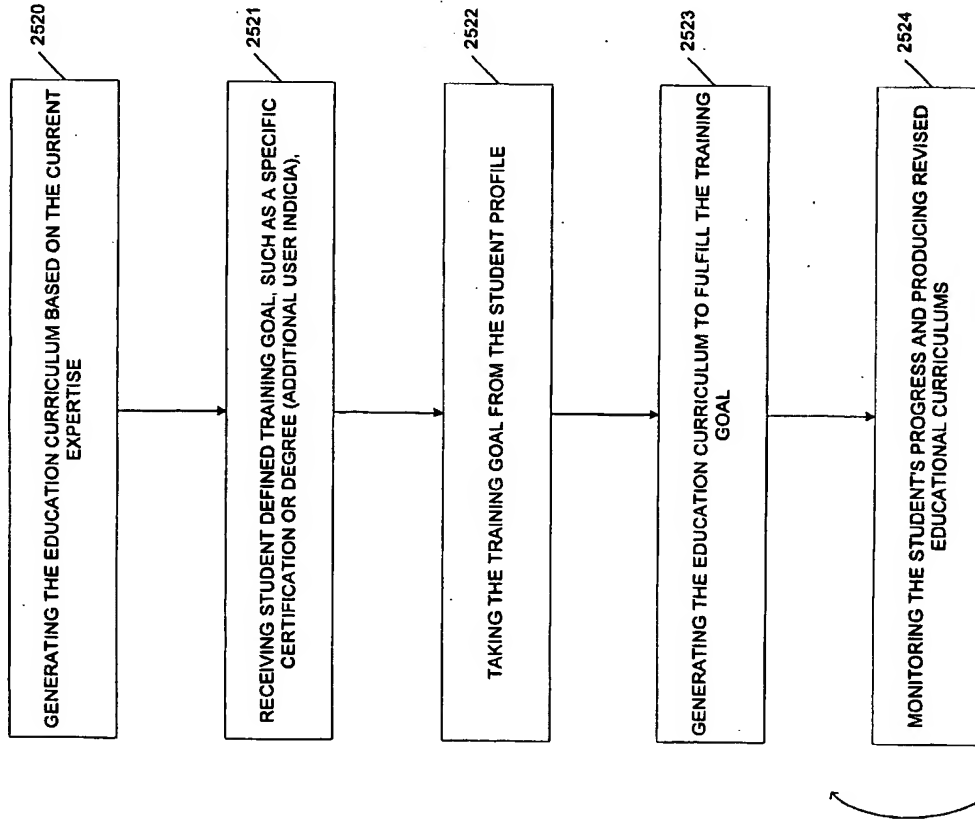 2520
GENERATING THE EDUCATION CURRICULUM BASED ON THE CURRENT
EXPERTISE
2521
RECEIVING STUDENT DEFINED TRAINING GOAL, SUCH AS A SPECIFIC
CERTIFICATION OR DEGREE (ADDITIONAL USER INDICIA),
2522
TAKING THE TRAINING GOAL FROM THE STUDENT PROFILE
2523
GENERATING THE EDUCATION CURRICULUM TO FULFILL THE TRAINING
GOAL
2524
MONITORING THE STUDENT'S PROGRESS AND PRODUCING REVISED
EDUCATIONAL CURRICULUMS